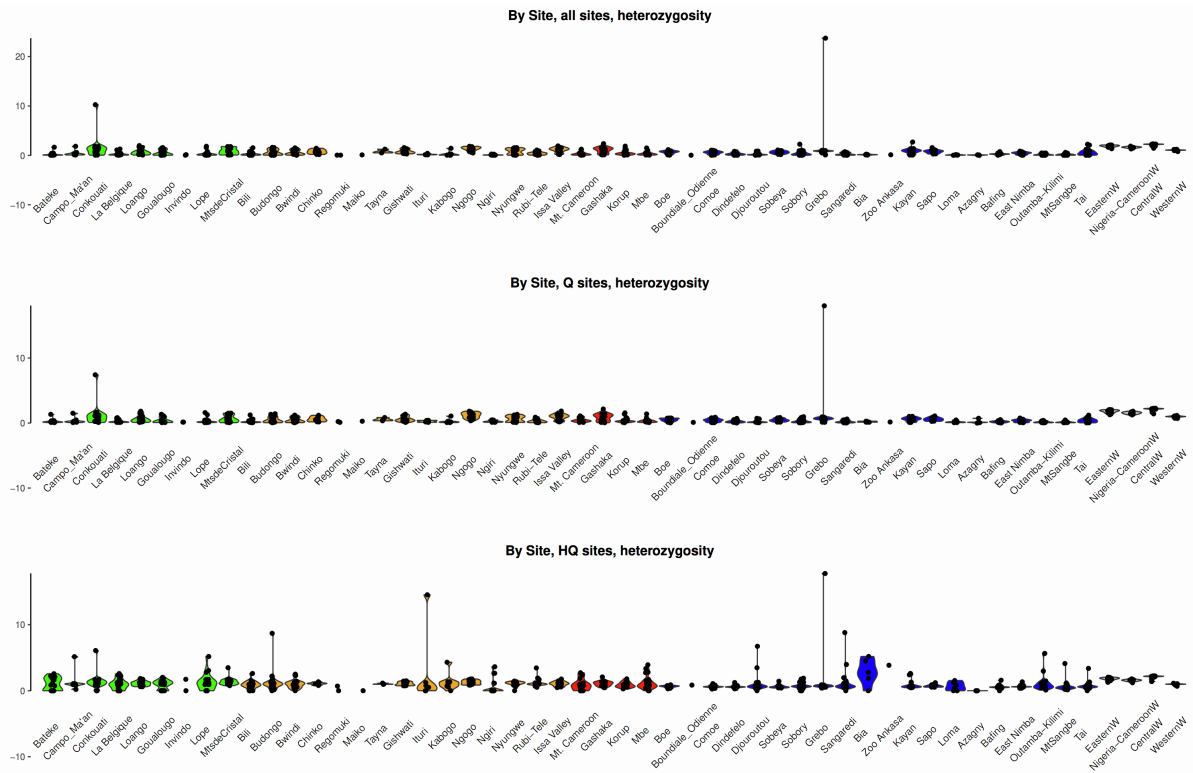 By Site, all sites, heterozygosity
20
10
0
−10
Bateke Campo_Ma'an Conkouati La Belgique Loango Goualougo Invindo Lope MtsdeCristal Bili Budongo Bwindi Chinko Regomuki Maiko Tayna Gishwati Ituri Kabogo Ngogo Ngiri Nyungwe Rubi−Tele Issa Valley Mt. Cameroon Gashaka Korup Mbe Boe Boundiale_Odienne Comoe Dindefelo Djouroutou Sobeya Sobory Grebo Sangaredi Bia Zoo Ankasa Kayan Sapo Loma Azagny Bafing East Nimba Outamba−Kilimi MtSangbe Tai EasternW Nigeria−CameroonW CentralW WesternW
By Site, Q sites, heterozygosity
10
0
−10
Bateke Campo_Ma'an Conkouati La Belgique Loango Goualougo Invindo Lope MtsdeCristal Bili Budongo Bwindi Chinko Regomuki Maiko Tayna Gishwati Ituri Kabogo Ngogo Ngiri Nyungwe Rubi−Tele Issa Valley Mt. Cameroon Gashaka Korup Mbe Boe Boundiale_Odienne Comoe Dindefelo Djouroutou Sobeya Sobory Grebo Sangaredi Bia Zoo Ankasa Kayan Sapo Loma Azagny Bafing East Nimba Outamba−Kilimi MtSangbe Tai EasternW Nigeria−CameroonW CentralW WesternW
By Site, HQ sites, heterozygosity
10
0
−10
Bateke Campo_Ma'an Conkouati La Belgique Loango Goualougo Invindo Lope MtsdeCristal Bili Budongo Bwindi Chinko Regomuki Maiko Tayna Gishwati Ituri Kabogo Ngogo Ngiri Nyungwe Rubi−Tele Issa Valley Mt. Cameroon Gashaka Korup Mbe Boe Boundiale_Odienne Comoe Dindefelo Djouroutou Sobeya Sobory Grebo Sangaredi Bia Zoo Ankasa Kayan Sapo Loma Azagny Bafing East Nimba Outamba−Kilimi MtSangbe Tai EasternW Nigeria−CameroonW CentralW WesternW